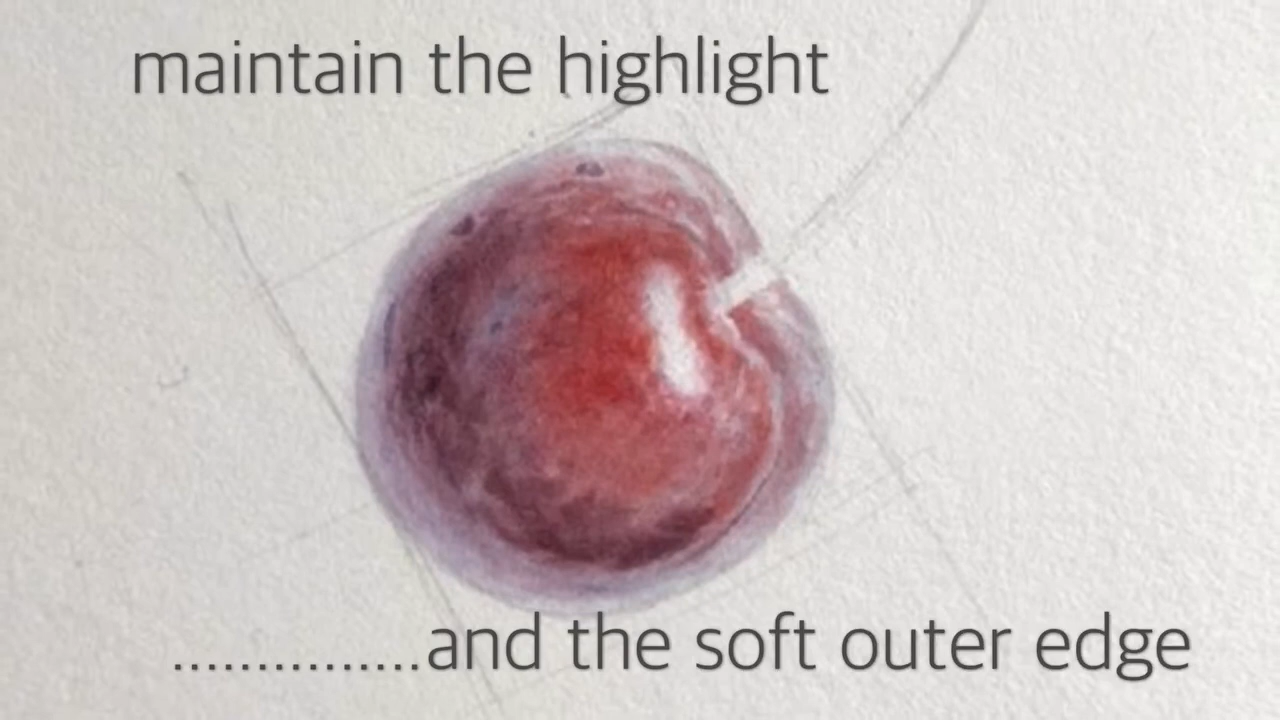 maintain the highlight
...............and the soft outer edge